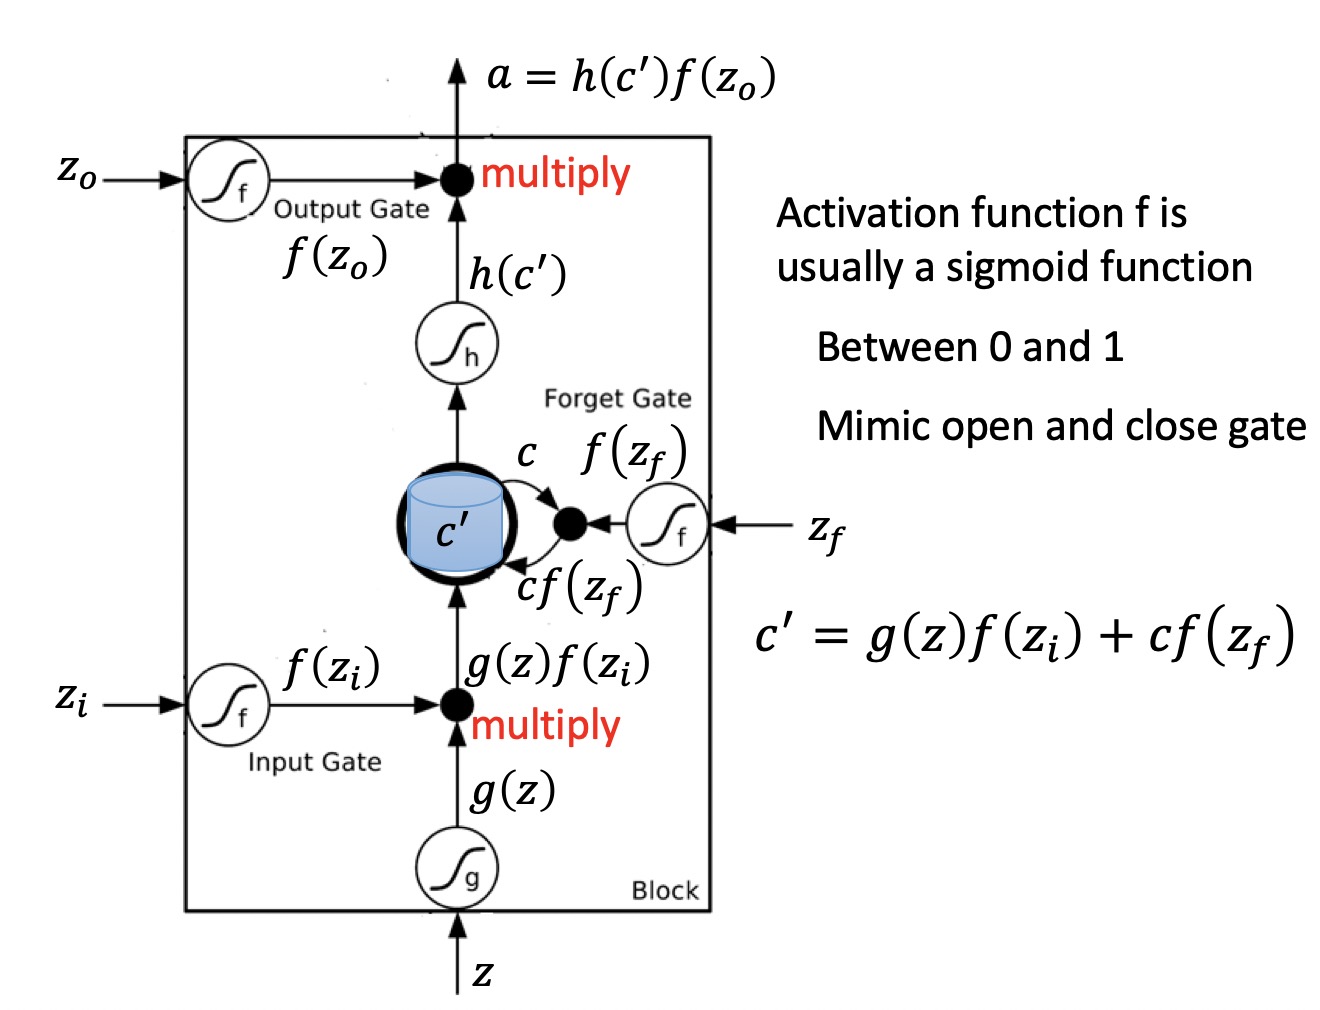 a = h(c′)f(z_o)
z_o
f
multiply
Output Gate
f(z_o)
h(c′)
h
Activation function f is
usually a sigmoid function
Between 0 and 1
Mimic open and close gate
Forget Gate
c
f(z_f)
c′
f
z_f
cf(z_f)
c′ = g(z)f(z_i) + cf(z_f)
z_i
f
f(z_i)
g(z)f(z_i)
multiply
Input Gate
g(z)
g
Block
z